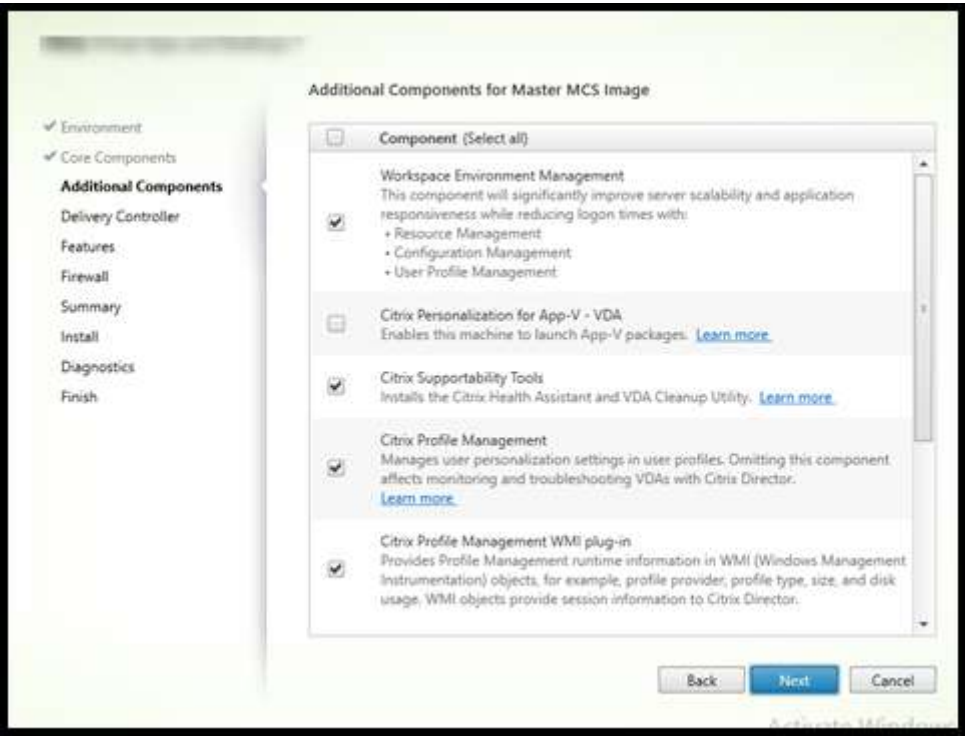 Additional Components for Master MCS Image
Environment
Core Components
Additional Components
Delivery Controller
Features
Firewall
Summary
Install
Diagnostics
Finish
Component (Select all)
Workspace Environment Management
This component will significantly improve server scalability and application
responsiveness while reducing logon times with:
• Resource Management
• Configuration Management
• User Profile Management
Citrix Personalization for App-V - VDA
Enables this machine to launch App-V packages. Learn more
Citrix Supportability Tools
Installs the Citrix Health Assistant and VDA Cleanup Utility. Learn more
Citrix Profile Management
Manages user personalization settings in user profiles. Omitting this component
affects monitoring and troubleshooting VDAs with Citrix Director.
Learn more
Citrix Profile Management WMI plug-in
Provides Profile Management runtime information in WMI (Windows Management
Instrumentation) objects, for example, profile provider, profile type, size, and disk
usage. WMI objects provide session information to Citrix Director.
Back Next Cancel
Activate Windows